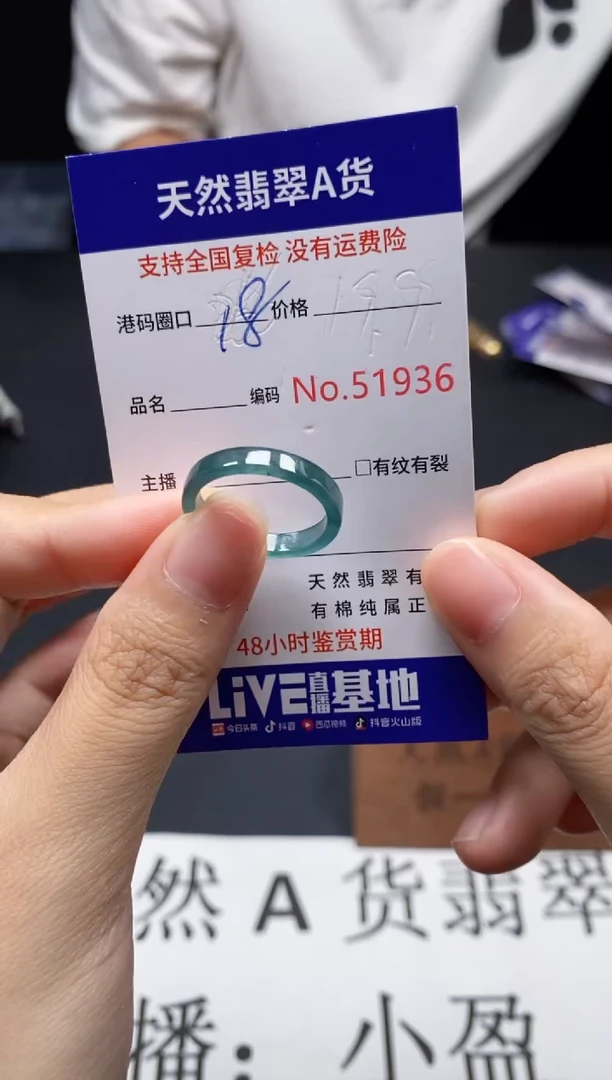 天然翡翠A货
支持全国复检 没有运费险
港码圈口 18 价格 19.9.
品名 编码 No.51936
主播 □有纹有裂
天然翡翠有
有棉纯属正
48小时鉴赏期
LiVE直播基地
今日头条 抖音 西瓜视频 抖音火山版
然A货翡翠
播：小盈